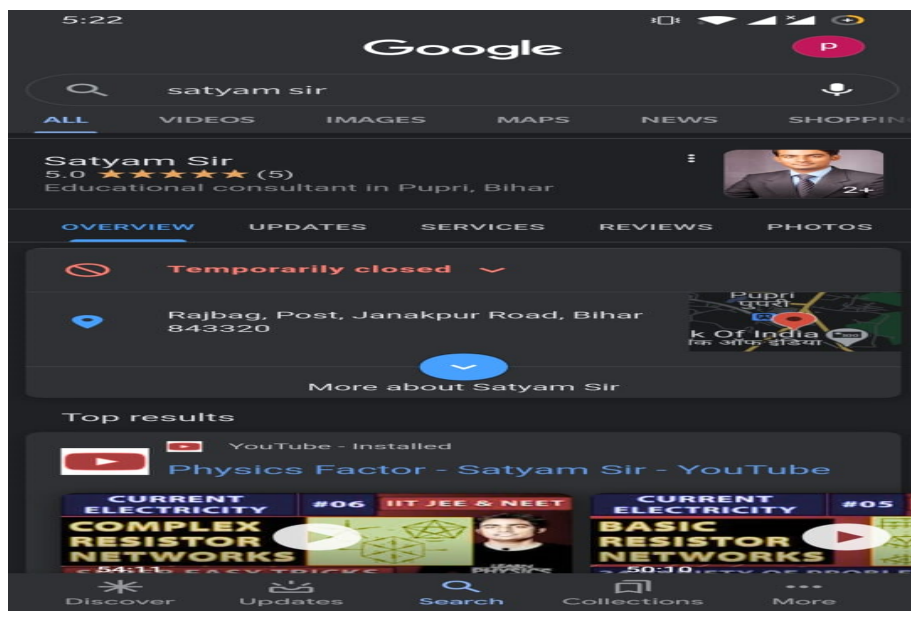 5:22
Google
P
satyam sir
ALL VIDEOS IMAGES MAPS NEWS SHOPPIN
Satyam Sir
5.0 ★★★★★ (5)
Educational consultant in Pupri, Bihar
2+
OVERVIEW UPDATES SERVICES REVIEWS PHOTOS
Temporarily closed
Rajbag, Post, Janakpur Road, Bihar
843320
Pupri
पुपरी
k Of India
क ऑफ इंडिया
More about Satyam Sir
Top results
YouTube - Installed
Physics Factor - Satyam Sir - YouTube
CURRENT ELECTRICITY #06 IIT JEE & NEET
COMPLEX
RESISTOR
NETWORKS
54:11
CURRENT ELECTRICITY #05
BASIC
RESISTOR
NETWORKS
50:10
Discover Updates Search Collections More